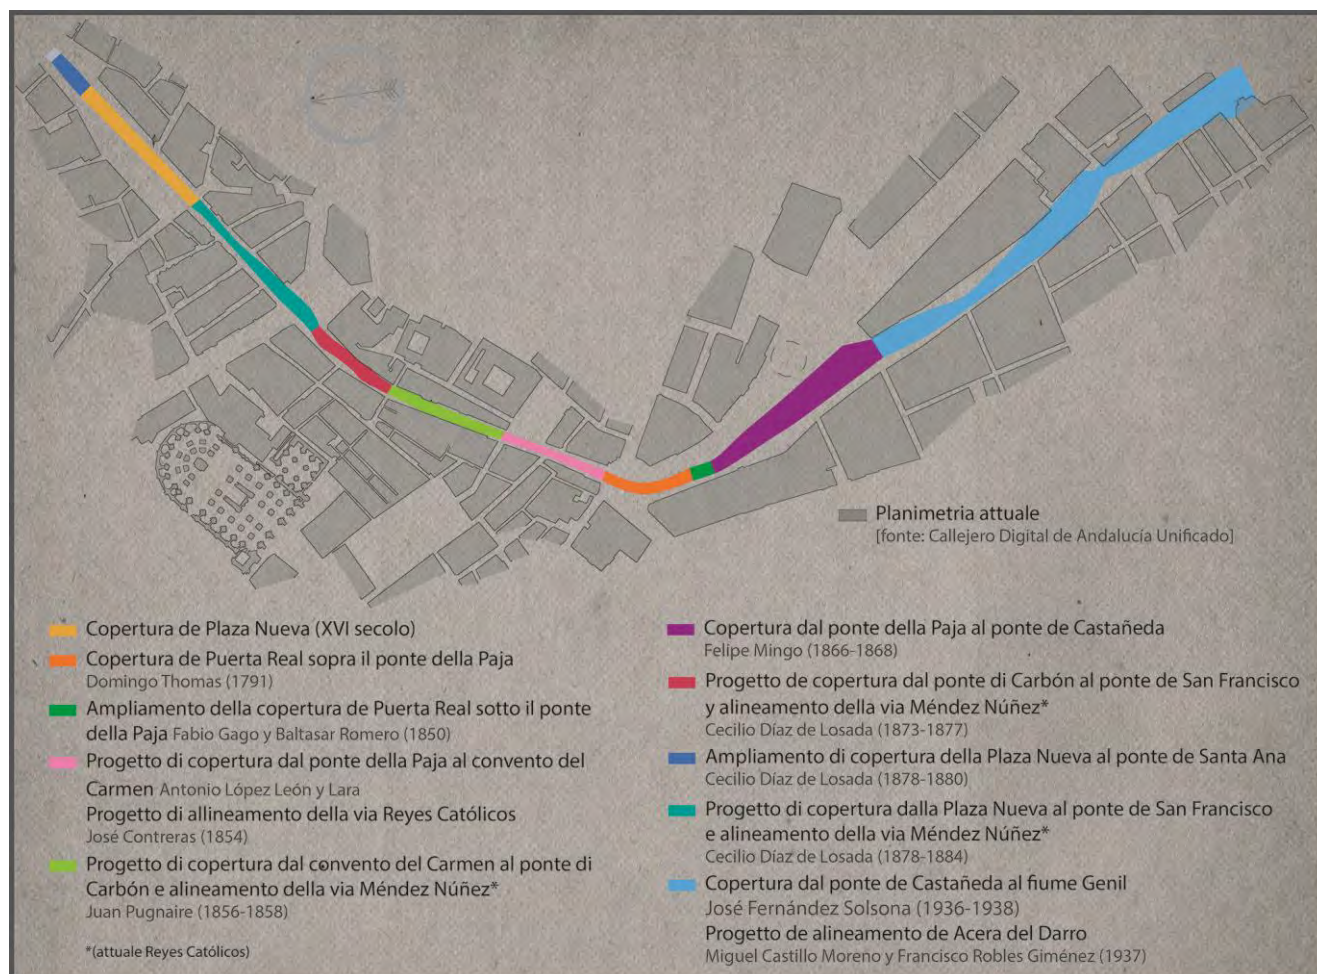 Planimetria attuale
[fonte: Callejero Digital de Andalucía Unificado]
Copertura de Plaza Nueva (XVI secolo)
Copertura de Puerta Real sopra il ponte della Paja
Domingo Thomas (1791)
Ampliamento della copertura de Puerta Real sotto il ponte
della Paja Fabio Gago y Baltasar Romero (1850)
Progetto di copertura dal ponte della Paja al convento del
Carmen Antonio López León y Lara
Progetto di allineamento della via Reyes Católicos
José Contreras (1854)
Progetto di copertura dal convento del Carmen al ponte di
Carbón e alineamento della via Méndez Núñez*
Juan Pugnaire (1856-1858)
*(attuale Reyes Católicos)
Copertura dal ponte della Paja al ponte de Castañeda
Felipe Mingo (1866-1868)
Progetto de copertura dal ponte di Carbón al ponte de San Francisco
y alineamento della via Méndez Núñez*
Cecilio Díaz de Losada (1873-1877)
Ampliamento di copertura della Plaza Nueva al ponte de Santa Ana
Cecilio Díaz de Losada (1878-1880)
Progetto di copertura dalla Plaza Nueva al ponte de San Francisco
e alineamento della via Méndez Núñez*
Cecilio Díaz de Losada (1878-1884)
Copertura dal ponte de Castañeda al fiume Genil
José Fernández Solsona (1936-1938)
Progetto de alineamento de Acera del Darro
Miguel Castillo Moreno y Francisco Robles Giménez (1937)